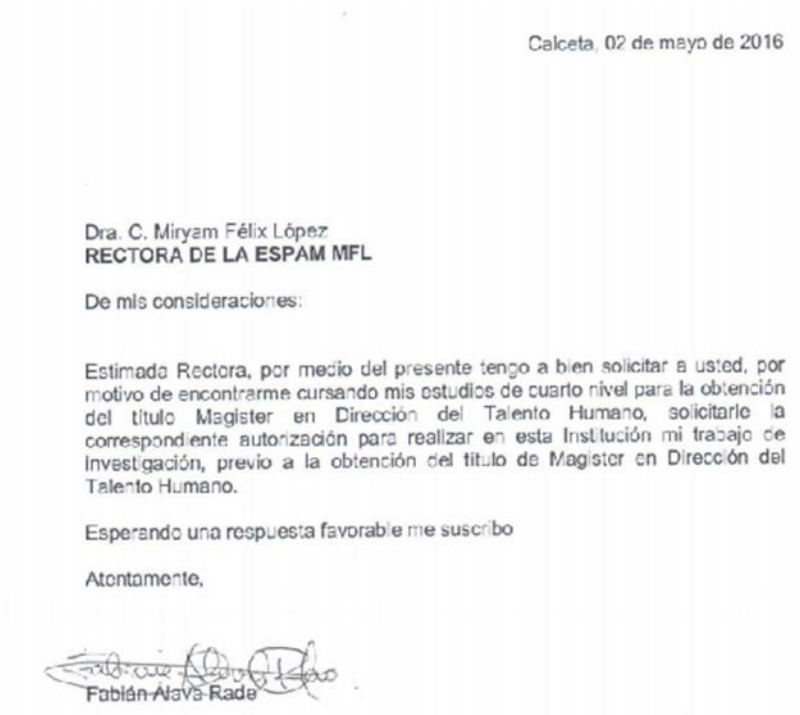 Calceta, 02 de mayo de 2016
Dra. C. Miryam Félix López
RECTORA DE LA ESPAM MFL
De mis consideraciones:
Estimada Rectora, por medio del presente tengo a bien solicitar a usted, por
motivo de encontrarme cursando mis estudios de cuarto nivel para la obtención
del titulo Magister en Dirección del Talento Humano, solicitarle la
correspondiente autorización para realizar en esta Institución mi trabajo de
investigación, previo a la obtención del titulo de Magister en Dirección del
Talento Humano.
Esperando una respuesta favorable me suscribo
Atentamente,
Fabián Alava Rade